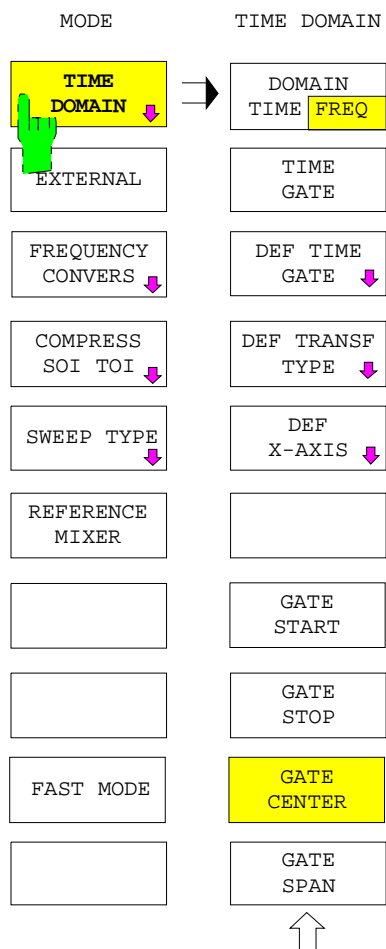 MODE
TIME
DOMAIN
EXTERNAL
FREQUENCY
CONVERS
COMPRESS
SOI TOI
SWEEP TYPE
REFERENCE
MIXER
FAST MODE
TIME DOMAIN
DOMAIN
TIME FREQ
TIME
GATE
DEF TIME
GATE
DEF TRANSF
TYPE
DEF
X-AXIS
GATE
START
GATE
STOP
GATE
CENTER
GATE
SPAN